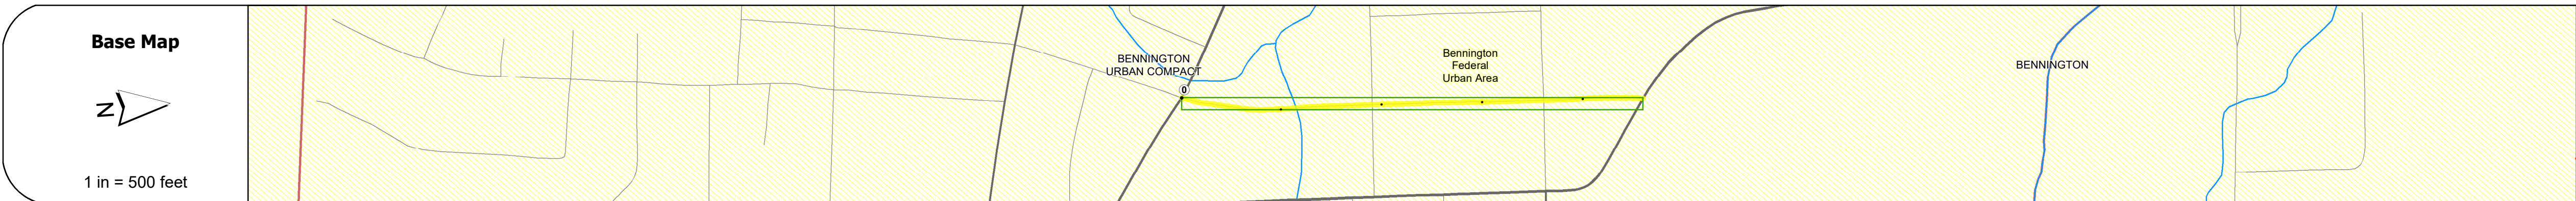 Base Map
N
1 in = 500 feet
BENNINGTON
URBAN COMPACT
0
Bennington
Federal
Urban Area
BENNINGTON